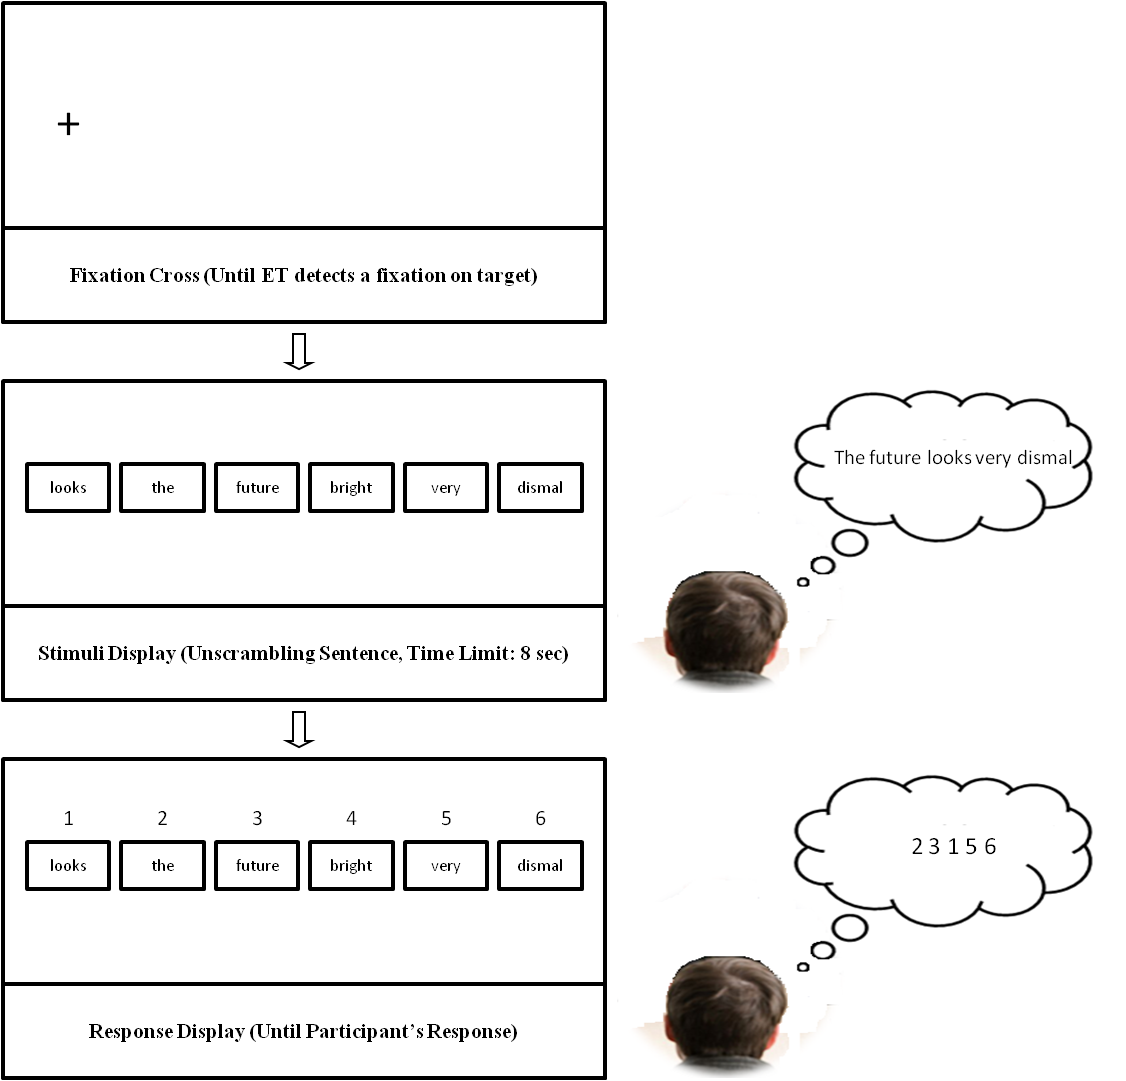 +
Fixation Cross (Until ET detects a fixation on target)
looks the future bright very dismal
The future looks very dismal
Stimuli Display (Unscrambling Sentence, Time Limit: 8 sec)
1 2 3 4 5 6
looks the future bright very dismal
2 3 1 5 6
Response Display (Until Participant's Response)